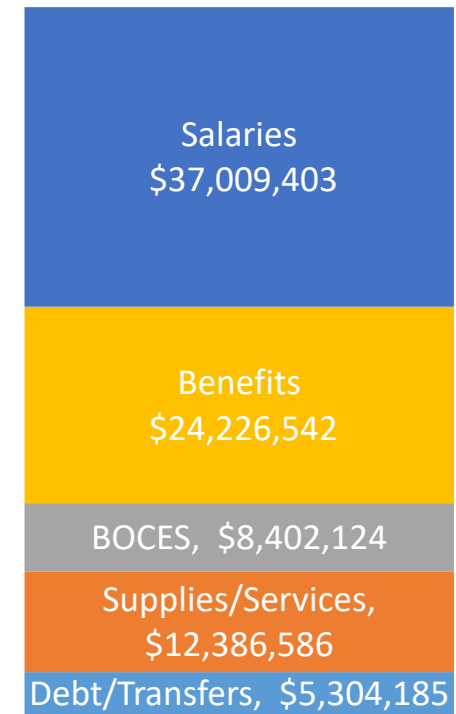 Salaries
$37,009,403
Benefits
$24,226,542
BOCES, $8,402,124
Supplies/Services,
$12,386,586
Debt/Transfers, $5,304,185